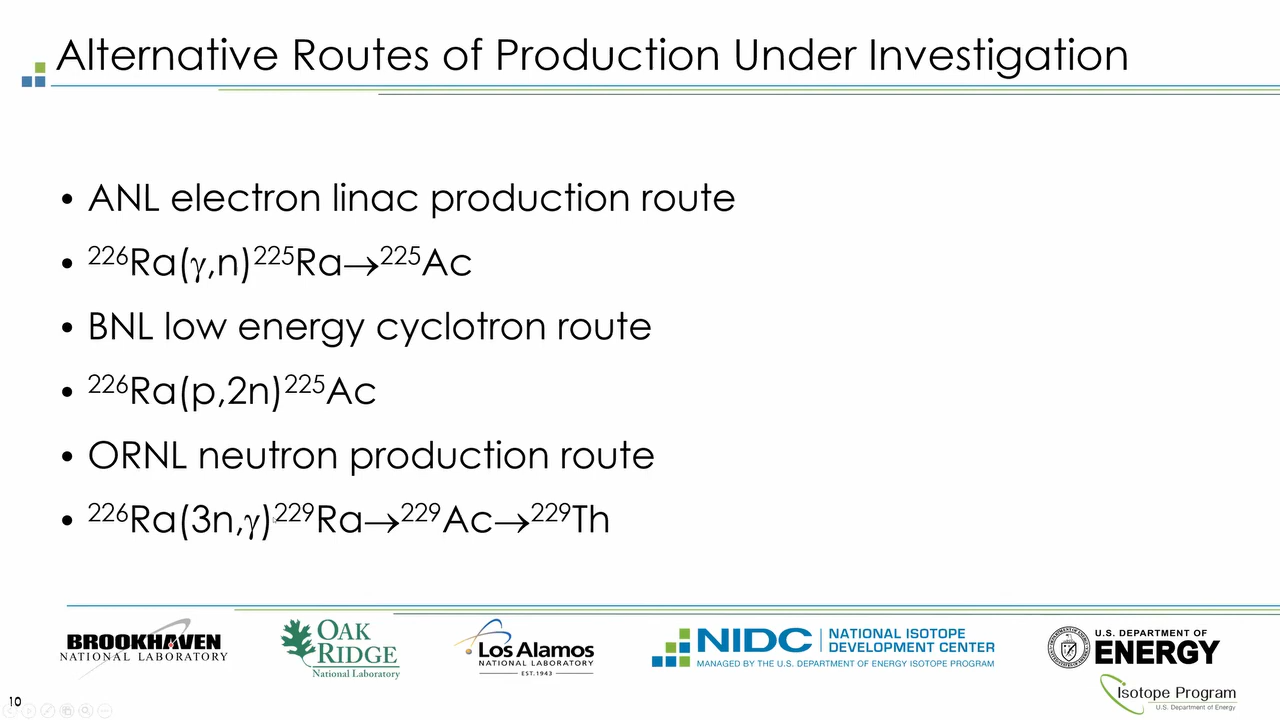 Alternative Routes of Production Under Investigation
• ANL electron linac production route
• ²²⁶Ra(γ,n)²²⁵Ra→²²⁵Ac
• BNL low energy cyclotron route
• ²²⁶Ra(p,2n)²²⁵Ac
• ORNL neutron production route
• ²²⁶Ra(3n,γ)²²⁹Ra→²²⁹Ac→²²⁹Th
BROOKHAVEN
NATIONAL LABORATORY
OAK
RIDGE
National Laboratory
Los Alamos
NATIONAL LABORATORY
EST.1943
NIDC
NATIONAL ISOTOPE
DEVELOPMENT CENTER
MANAGED BY THE U.S. DEPARTMENT OF ENERGY ISOTOPE PROGRAM
U.S. DEPARTMENT OF
ENERGY
Isotope Program
U.S. Department of Energy
10